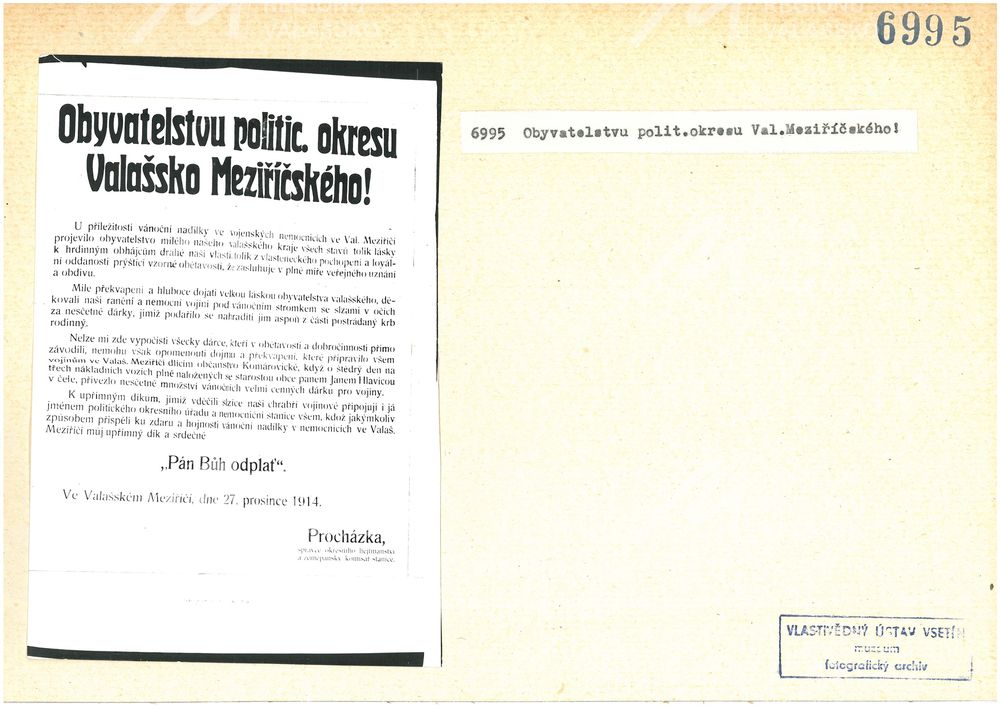 6995
Obyvatelstvu politic. okresu
Valašsko Meziříčského!
U příležitosti vánoční nadílky ve vojenských nemocnicích ve Val. Meziříčí
projevilo obyvatelstvo milého našeho valašského kraje všech stavů tolik lásky
k hrdinným obhájcům drahé naší vlasti, tolik z vlasteneckého pochopení a loyál-
ní oddanosti prýštící vzorné obětavosti, že zasluhuje v plné míře veřejného uznání
a obdivu.
Mile překvapeni a hluboce dojati velkou láskou obyvatelstva valašského, dě-
kovali naši ranění a nemocní vojíni pod vánočním stromkem se slzami v očích
za nesčetné dárky, jimiž podařilo se nahraditi jim aspoň z části postrádaný krb
rodinný.
Nelze mi zde vypočísti všecky dárce, kteří v obětavosti a dobročinnosti přímo
závodili, nemohu však opomenouti dojmu a překvapení, které připravilo všem
vojínům ve Valaš. Meziříčí dlícím občanstvo Komárovické, když o štědrý den na
třech nákladních vozích plně naložených se starostou obce panem Janem Hlavicou
v čele, přivezlo nesčetné množství vánočních velmi cenných dárků pro vojíny.
K upřímným díkům, jimiž vděčili slzíce naši chrabří vojínové připojuji i já
jménem politického okresního úřadu a nemocniční stanice všem, kdož jakýmkoliv
způsobem přispěli ku zdaru a hojnosti vánoční nadílky v nemocnicích ve Valaš.
Meziříčí můj upřímný dík a srdečné
„Pán Bůh odplať“.
Ve Valašském Meziříčí, dne 27. prosince 1914.
Procházka,
správce okresního hejtmanství
a zeměpanský komisař stanice.
6995 Obyvatelstvu polit.okresu Val.Meziříčského!
VLASTIVĚDNÝ ÚSTAV VSETÍN
muzeum
fotografický archiv